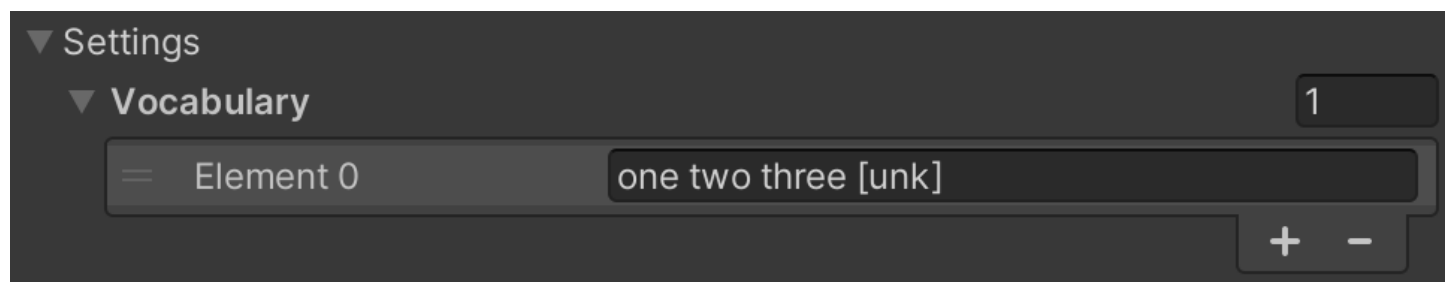 Settings
Vocabulary 1
Element 0 one two three [unk]
+ -